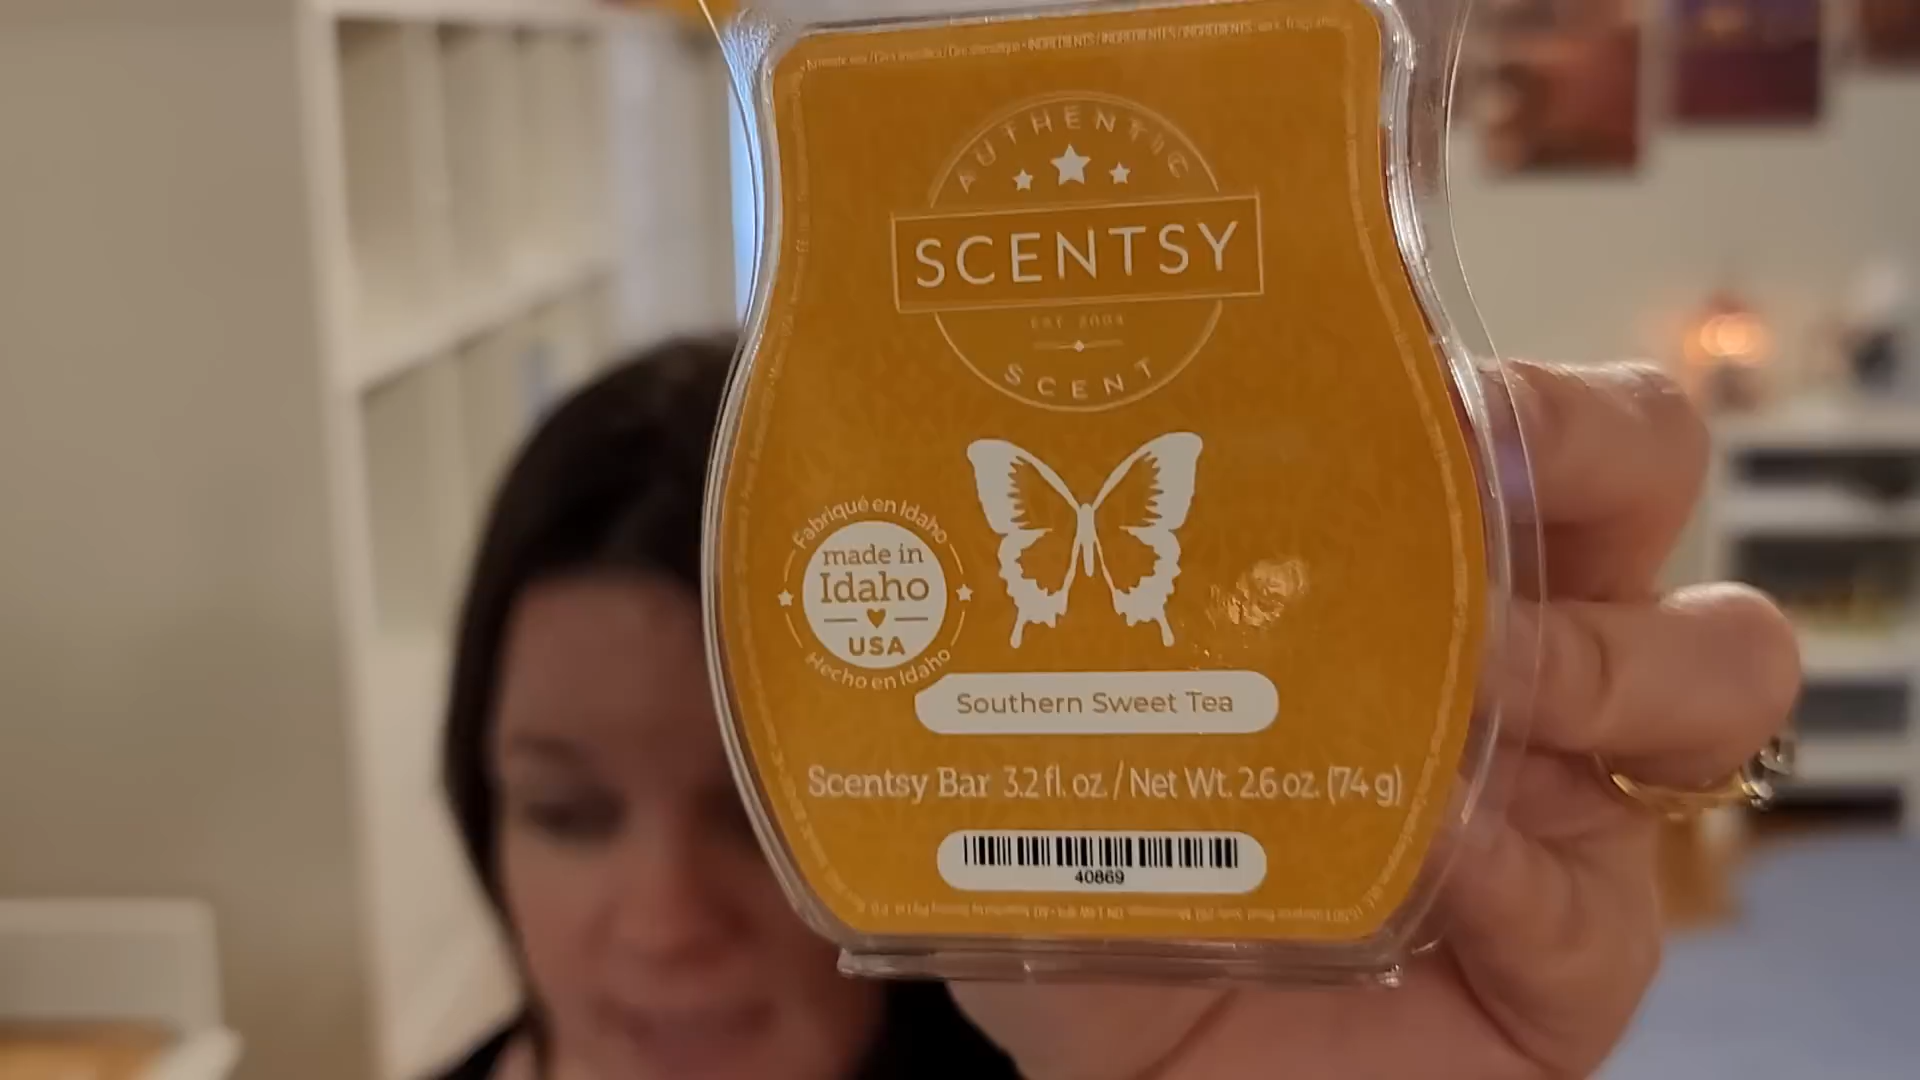 AUTHENTIC
SCENTSY
EST. 2004
SCENT
Fabriqué en Idaho
made in
Idaho
USA
Hecho en Idaho
Southern Sweet Tea
Scentsy Bar 3.2 fl. oz. / Net Wt. 2.6 oz. (74 g)
40869